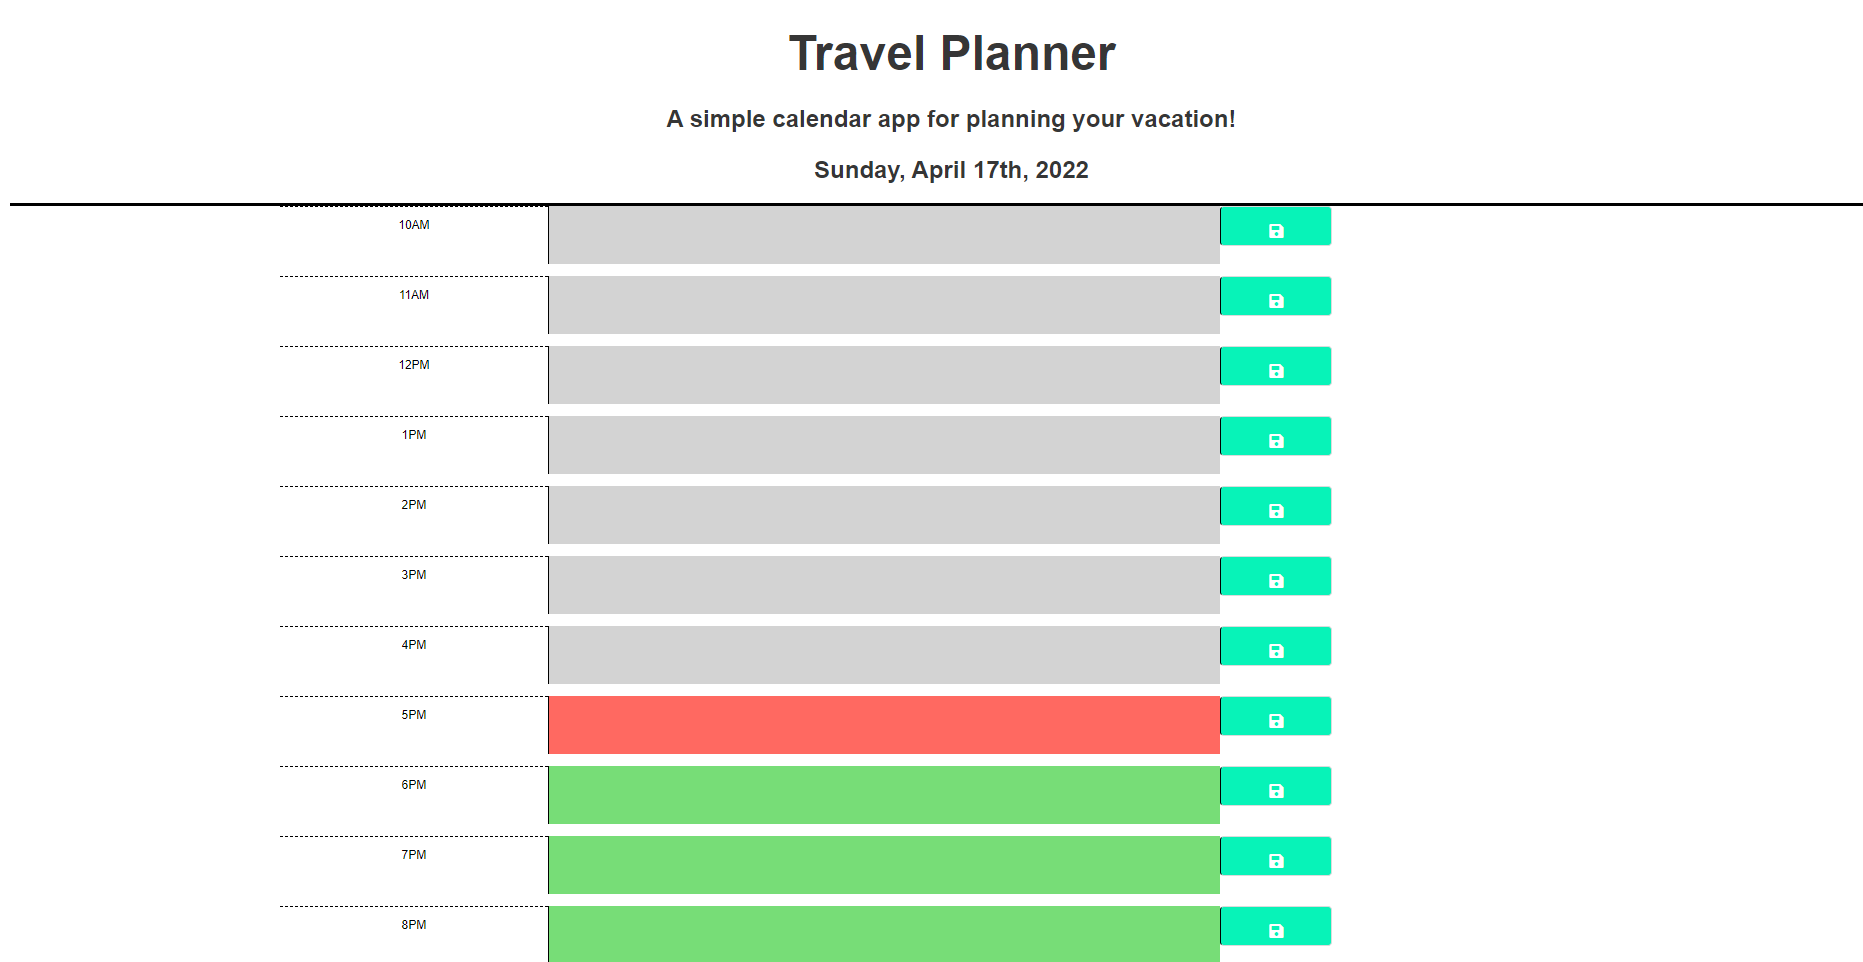 Travel Planner
A simple calendar app for planning your vacation!
Sunday, April 17th, 2022
10AM
11AM
12PM
1PM
2PM
3PM
4PM
5PM
6PM
7PM
8PM